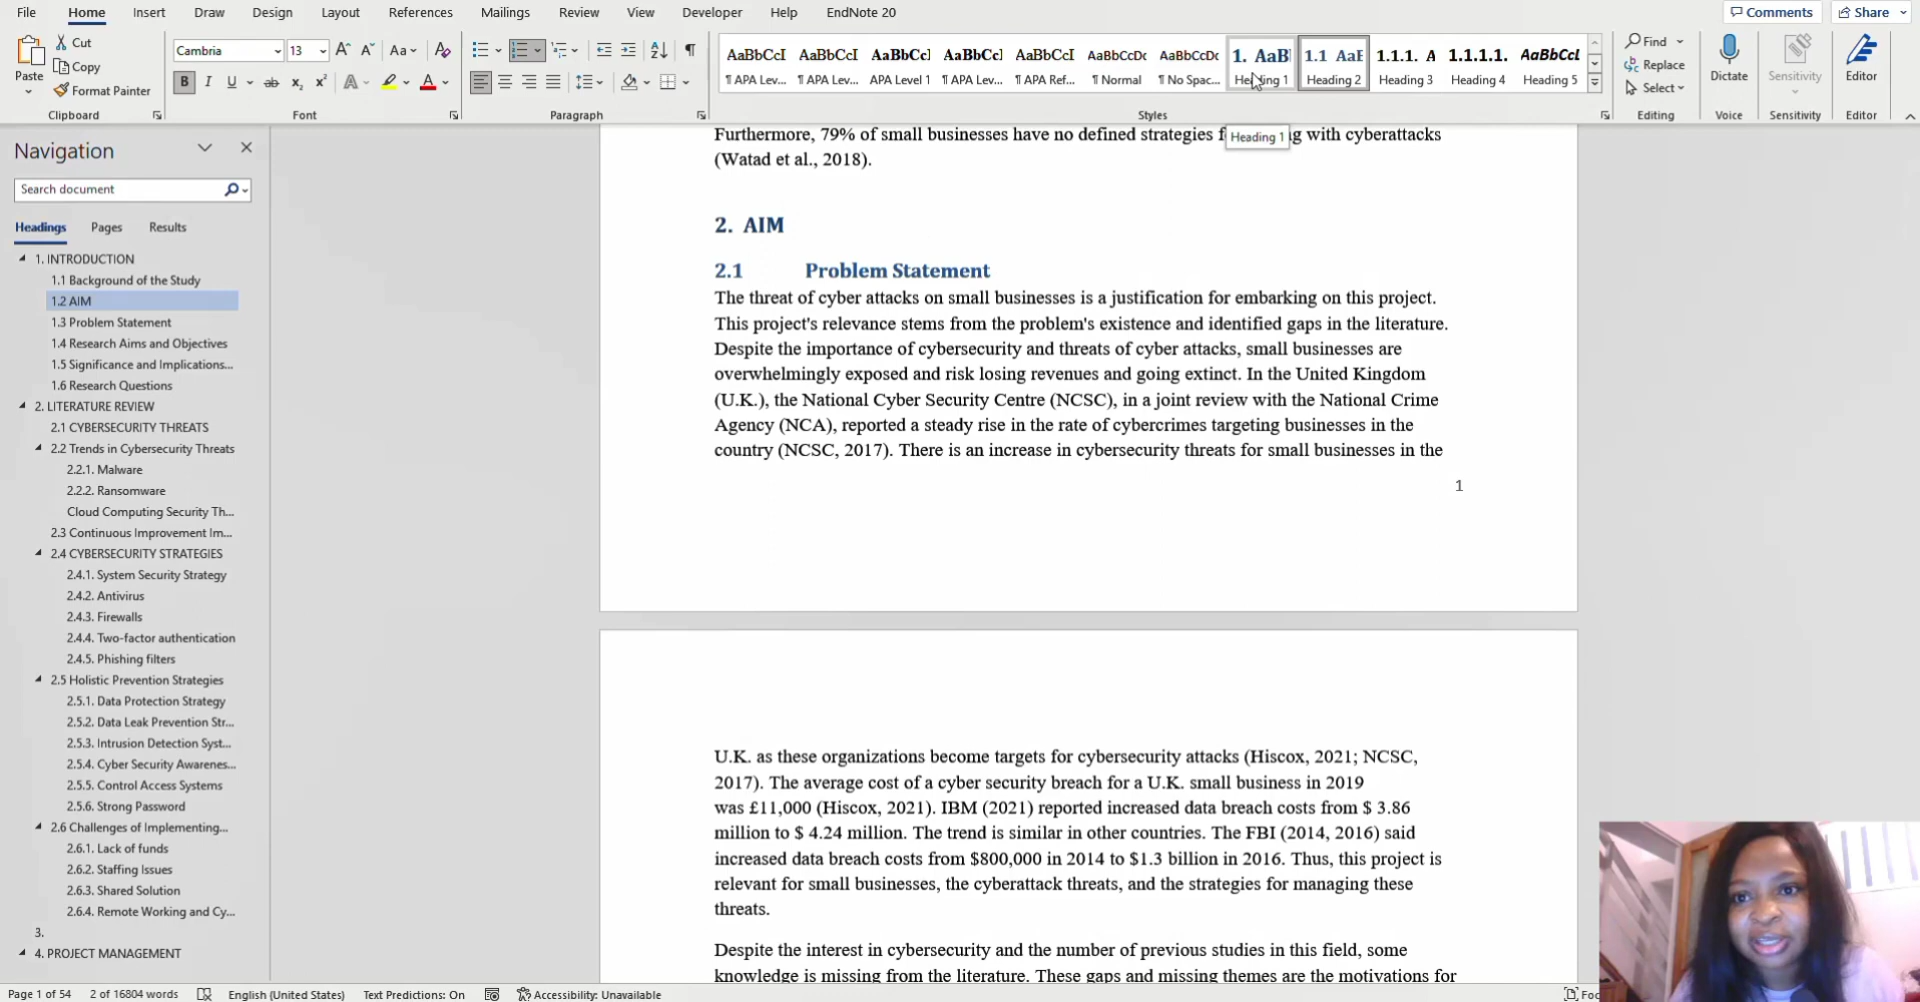 File Home Insert Draw Design Layout References Mailings Review View Developer Help EndNote 20
Comments Share
Paste
Cut
Copy
Format Painter
Clipboard
Cambria 13
Aa
B I U ab x₂ x² A A
Font
Paragraph
AaBbCcI AaBbCcI AaBbCcI AaBbCcI AaBbCcI AaBbCcDc AaBbCcDc 1. AaB 1.1 AaE 1.1.1. A 1.1.1.1. AaBbCcL
¶ APA Lev... ¶ APA Lev... APA Level 1 ¶ APA Lev... ¶ APA Ref... ¶ Normal ¶ No Spac... Heading 1 Heading 2 Heading 3 Heading 4 Heading 5
Styles
Find
Replace
Select
Editing
Dictate
Voice
Sensitivity
Sensitivity
Editor
Editor
Heading 1
Navigation
Search document
Headings Pages Results
1. INTRODUCTION
1.1 Background of the Study
1.2 AIM
1.3 Problem Statement
1.4 Research Aims and Objectives
1.5 Significance and Implications...
1.6 Research Questions
2. LITERATURE REVIEW
2.1 CYBERSECURITY THREATS
2.2 Trends in Cybersecurity Threats
2.2.1. Malware
2.2.2. Ransomware
Cloud Computing Security Th...
2.3 Continuous Improvement Im...
2.4 CYBERSECURITY STRATEGIES
2.4.1. System Security Strategy
2.4.2. Antivirus
2.4.3. Firewalls
2.4.4. Two-factor authentication
2.4.5. Phishing filters
2.5 Holistic Prevention Strategies
2.5.1. Data Protection Strategy
2.5.2. Data Leak Prevention Str...
2.5.3. Intrusion Detection Syst...
2.5.4. Cyber Security Awarenes...
2.5.5. Control Access Systems
2.5.6. Strong Password
2.6 Challenges of Implementing...
2.6.1. Lack of funds
2.6.2. Staffing Issues
2.6.3. Shared Solution
2.6.4. Remote Working and Cy...
3.
4. PROJECT MANAGEMENT
Furthermore, 79% of small businesses have no defined strategies f g with cyberattacks
(Watad et al., 2018).
2. AIM
2.1 Problem Statement
The threat of cyber attacks on small businesses is a justification for embarking on this project.
This project's relevance stems from the problem's existence and identified gaps in the literature.
Despite the importance of cybersecurity and threats of cyber attacks, small businesses are
overwhelmingly exposed and risk losing revenues and going extinct. In the United Kingdom
(U.K.), the National Cyber Security Centre (NCSC), in a joint review with the National Crime
Agency (NCA), reported a steady rise in the rate of cybercrimes targeting businesses in the
country (NCSC, 2017). There is an increase in cybersecurity threats for small businesses in the
1
U.K. as these organizations become targets for cybersecurity attacks (Hiscox, 2021; NCSC,
2017). The average cost of a cyber security breach for a U.K. small business in 2019
was £11,000 (Hiscox, 2021). IBM (2021) reported increased data breach costs from $ 3.86
million to $ 4.24 million. The trend is similar in other countries. The FBI (2014, 2016) said
increased data breach costs from $800,000 in 2014 to $1.3 billion in 2016. Thus, this project is
relevant for small businesses, the cyberattack threats, and the strategies for managing these
threats.
Despite the interest in cybersecurity and the number of previous studies in this field, some
knowledge is missing from the literature. These gaps and missing themes are the motivations for
Page 1 of 54 2 of 16804 words English (United States) Text Predictions: On Accessibility: Unavailable Foc